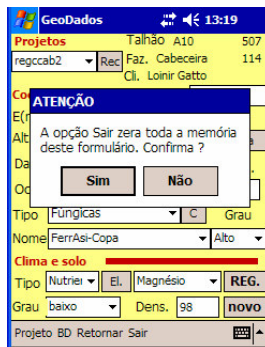 GeoDados 13:19
Projetos Talhão A10 507
regccab2 Rec Faz. Cabeceira 114
Cli. Loinir Gatto
ATENÇÃO
A opção Sair zera toda a memória
deste formulário. Confirma ?
Sim Não
Tipo Fúngicas C Grau
Nome FerrAsi-Copa Alto
Clima e solo
Tipo Nutrie El. Magnésio REG.
Grau baixo Dens. 98 novo
Projeto BD Retornar Sair